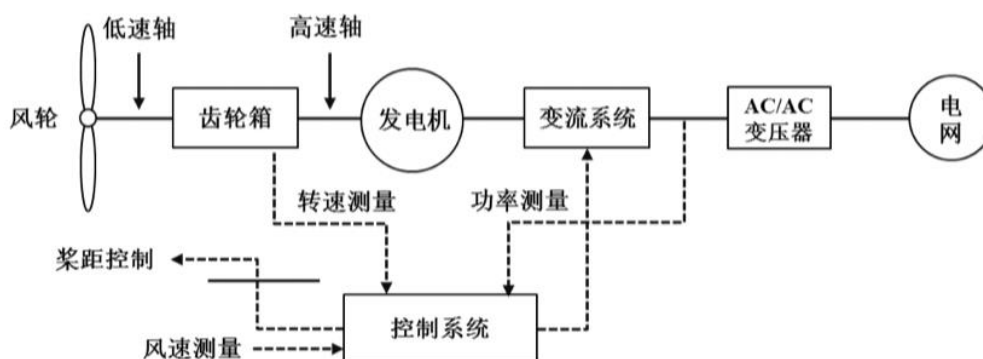 低速轴
高速轴
风轮
齿轮箱
发电机
变流系统
AC/AC
变压器
电
网
转速测量
功率测量
桨距控制
控制系统
风速测量